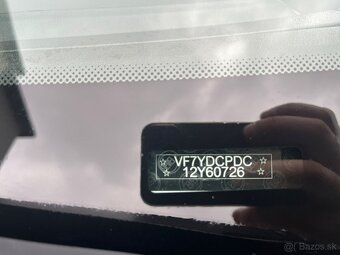 ☆ VF7YDCPDC ☆
☆ 12Y60726 ☆
© Bazos.sk